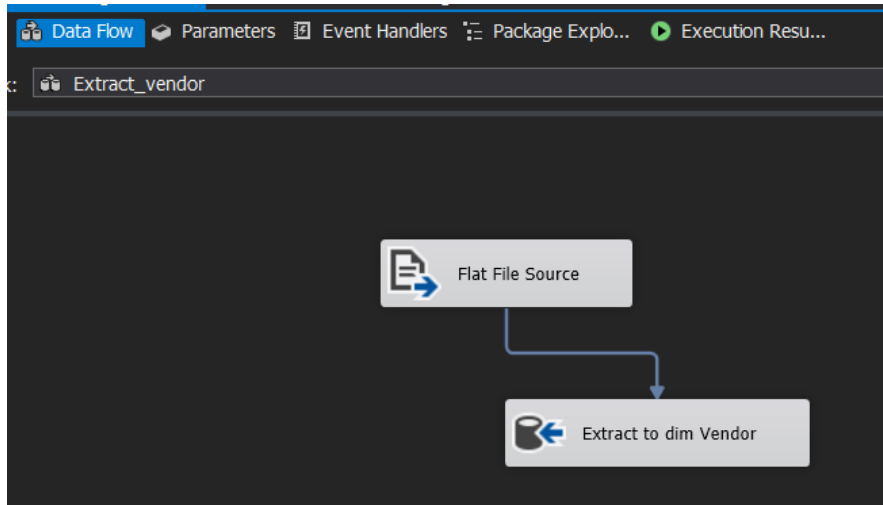 Data Flow Parameters Event Handlers Package Explo... Execution Resu...
Extract_vendor
Flat File Source
Extract to dim Vendor